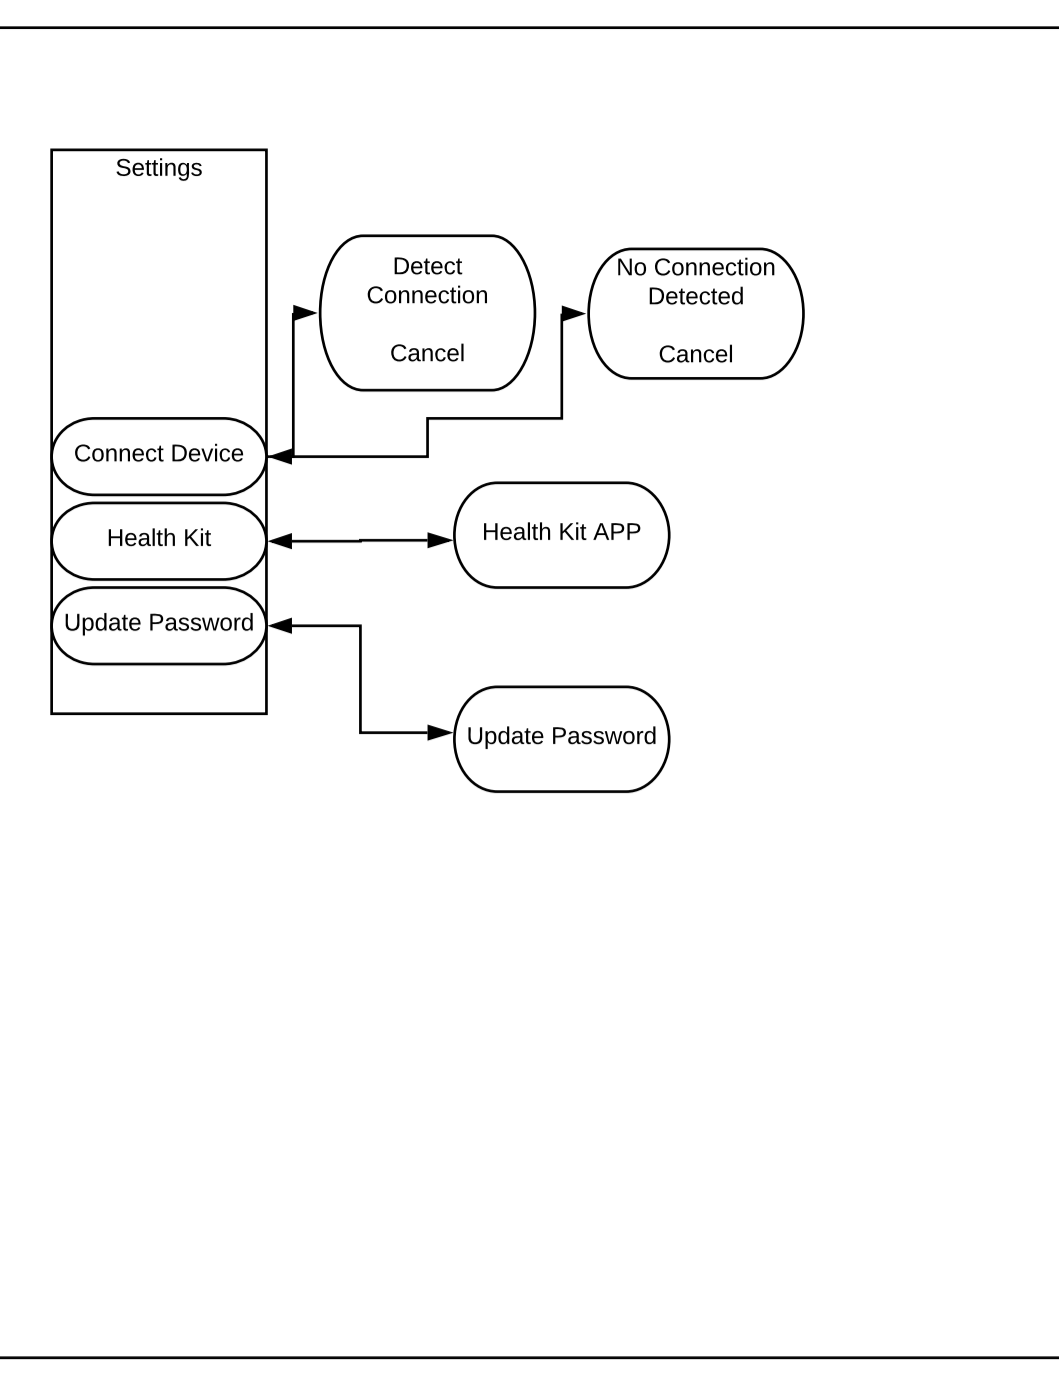 Settings
Detect
Connection
Cancel
No Connection
Detected
Cancel
Connect Device
Health Kit
Health Kit APP
Update Password
Update Password